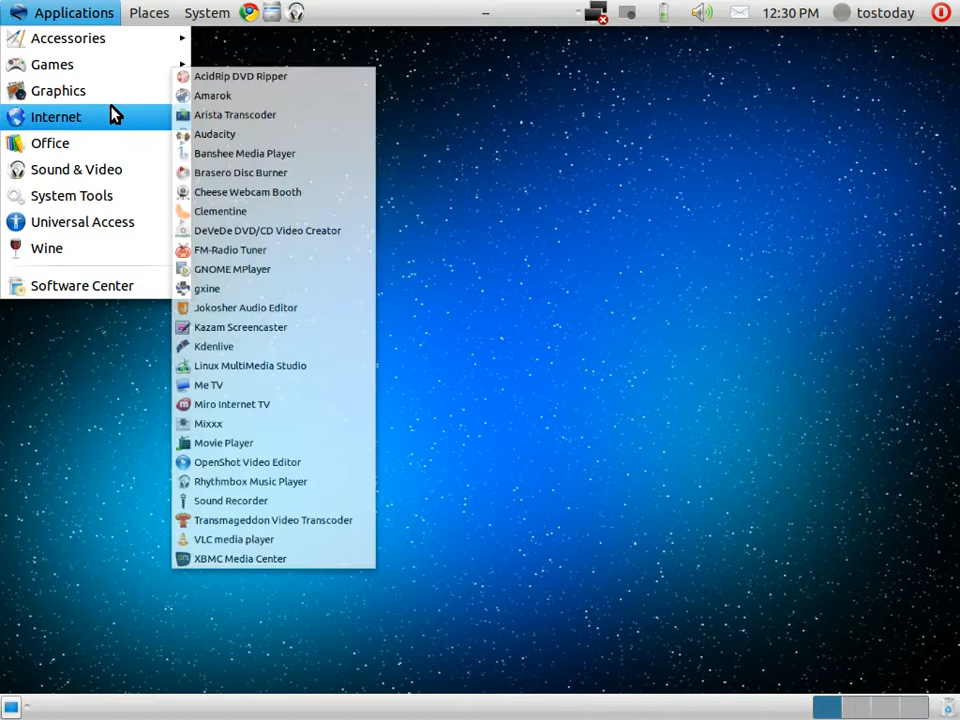 Applications Places System – 12:30 PM tostoday
Accessories
Games
Graphics
Internet
Office
Sound & Video
System Tools
Universal Access
Wine
Software Center
AcidRip DVD Ripper
Amarok
Arista Transcoder
Audacity
Banshee Media Player
Brasero Disc Burner
Cheese Webcam Booth
Clementine
DeVeDe DVD/CD Video Creator
FM-Radio Tuner
GNOME MPlayer
gxine
Jokosher Audio Editor
Kazam Screencaster
Kdenlive
Linux MultiMedia Studio
Me TV
Miro Internet TV
Mixxx
Movie Player
OpenShot Video Editor
Rhythmbox Music Player
Sound Recorder
Transmageddon Video Transcoder
VLC media player
XBMC Media Center